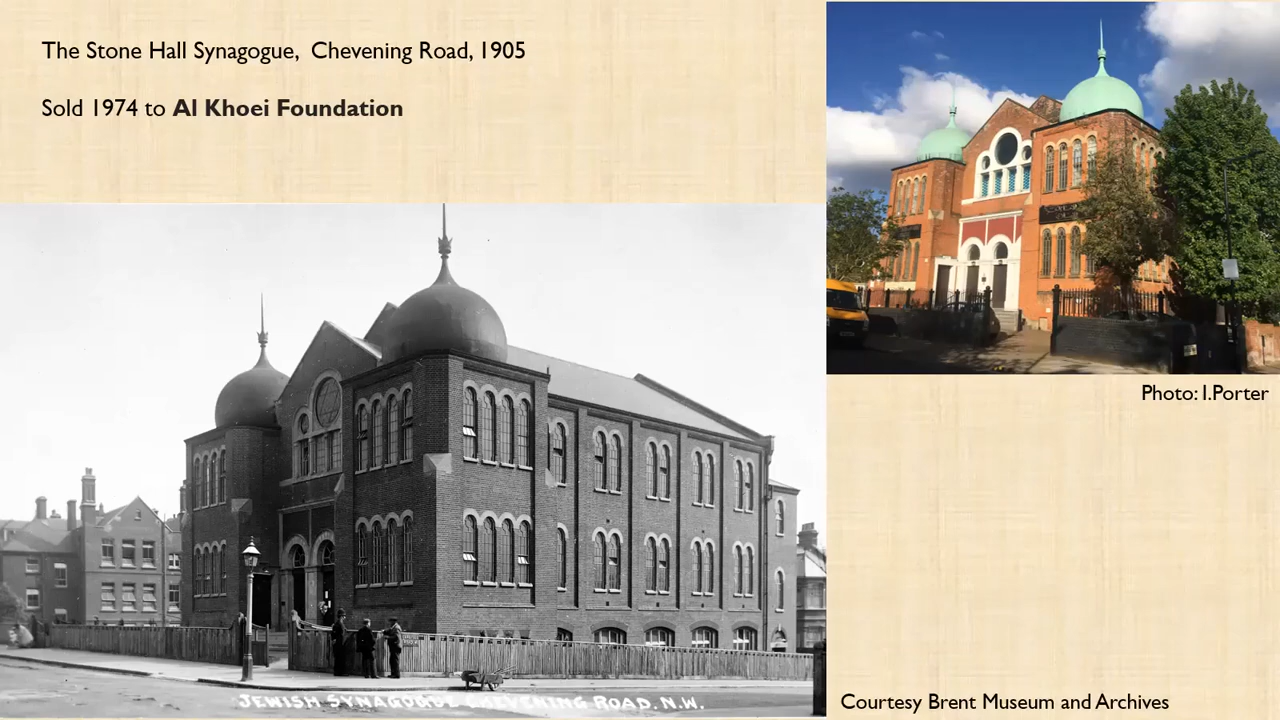 The Stone Hall Synagogue, Chevening Road, 1905
Sold 1974 to Al Khoei Foundation
Photo: I.Porter
JEWISH SYNAGOGUE CHEVENING ROAD. N.W.
Courtesy Brent Museum and Archives